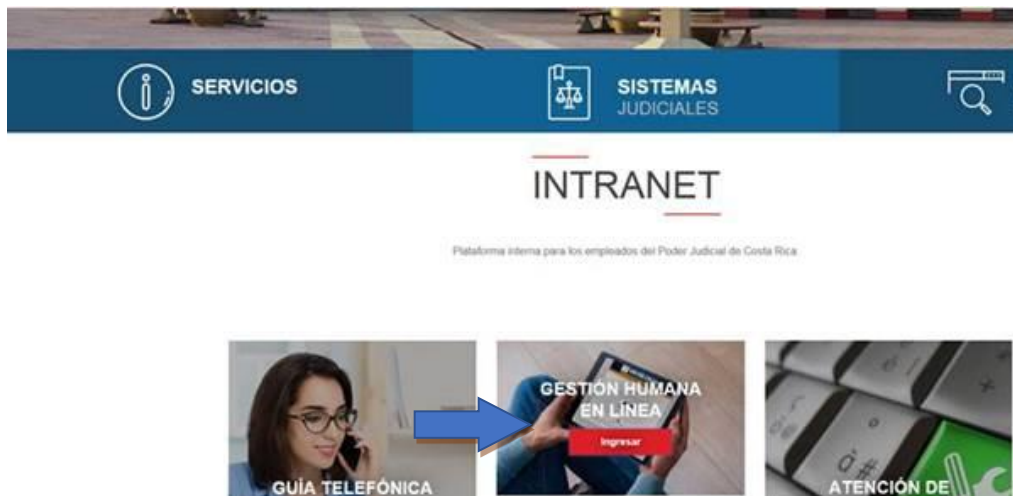 SERVICIOS
SISTEMAS
JUDICIALES
INTRANET
Plataforma interna para los empleados del Poder Judicial de Costa Rica
GUÍA TELEFÓNICA
GESTIÓN HUMANA
EN LÍNEA
Ingresar
ATENCIÓN DE